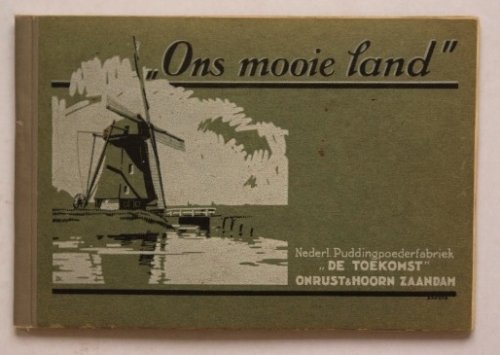 „Ons mooie land"
Nederl. Puddingpoederfabriek
„DE TOEKOMST"
ONRUST & HOORN ZAANDAM